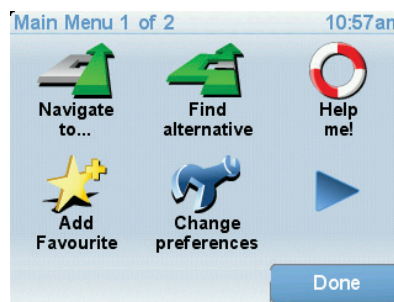 Main Menu 1 of 2 10:57am
Navigate
to...
Find
alternative
Help
me!
Add
Favourite
Change
preferences
Done